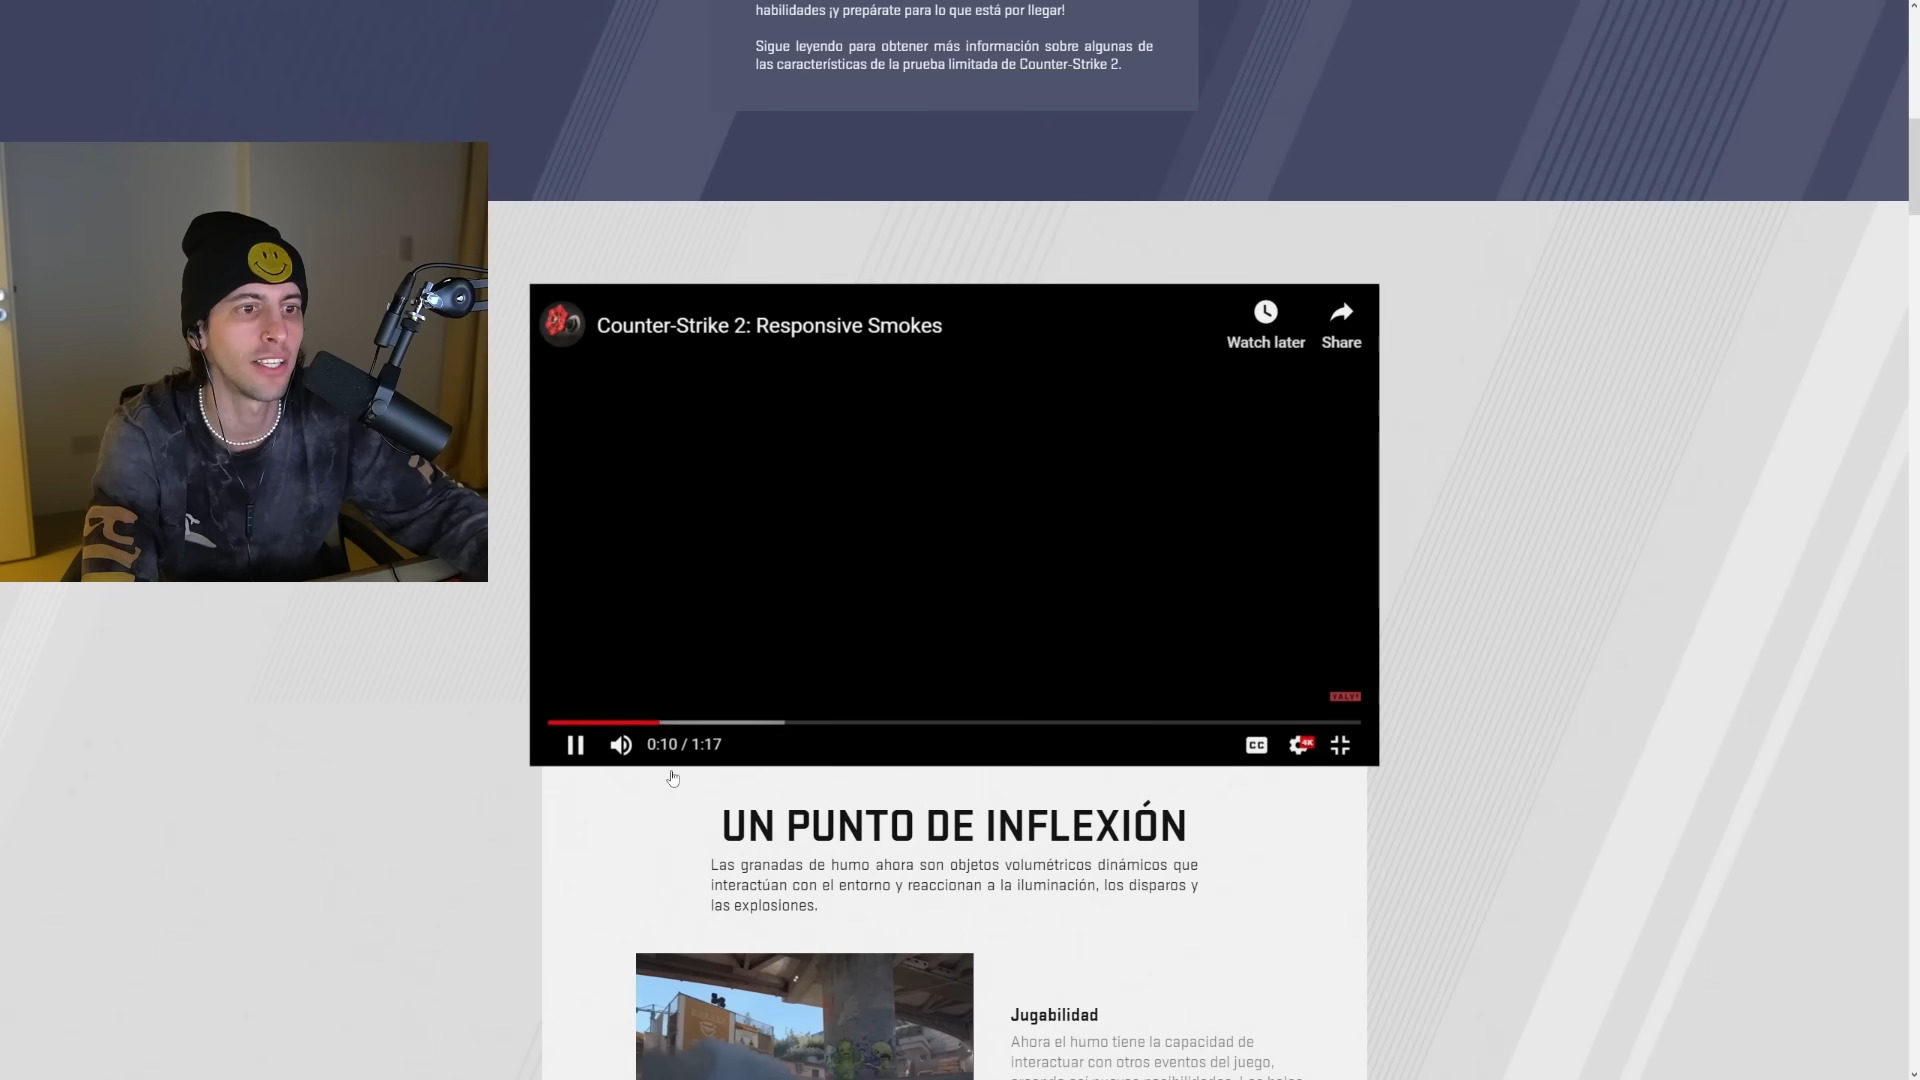 habilidades ¡y prepárate para lo que está por llegar!
Sigue leyendo para obtener más información sobre algunas de
las características de la prueba limitada de Counter-Strike 2.
Counter-Strike 2: Responsive Smokes
Watch later
Share
VALVE
0:10 / 1:17
CC
4K
UN PUNTO DE INFLEXIÓN
Las granadas de humo ahora son objetos volumétricos dinámicos que
interactúan con el entorno y reaccionan a la iluminación, los disparos y
las explosiones.
Jugabilidad
Ahora el humo tiene la capacidad de
interactuar con otros eventos del juego,